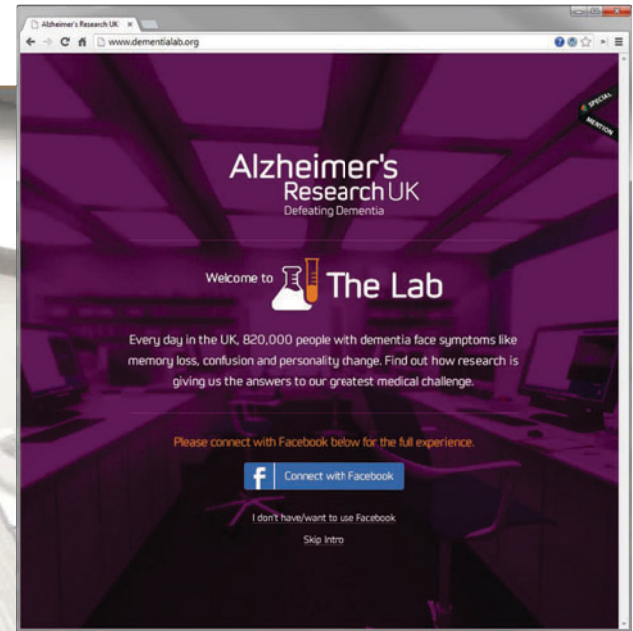 Alzheimer's Research UK
www.dementialab.org
SPECIAL
MENTION
Alzheimer's
Research UK
Defeating Dementia
Welcome to
The Lab
Every day in the UK, 820,000 people with dementia face symptoms like
memory loss, confusion and personality change. Find out how research is
giving us the answers to our greatest medical challenge.
Please connect with Facebook below for the full experience.
f Connect with Facebook
I don't have/want to use Facebook
Skip Intro